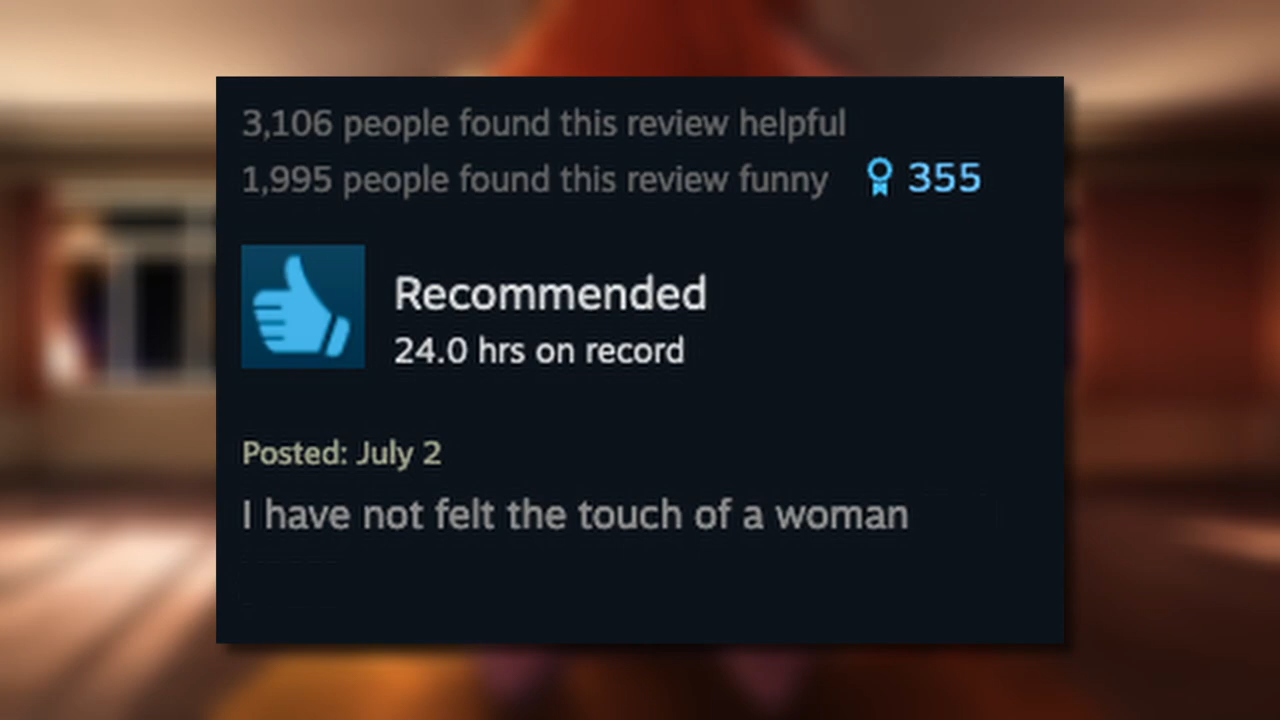 3,106 people found this review helpful
1,995 people found this review funny 355
Recommended
24.0 hrs on record
Posted: July 2
I have not felt the touch of a woman